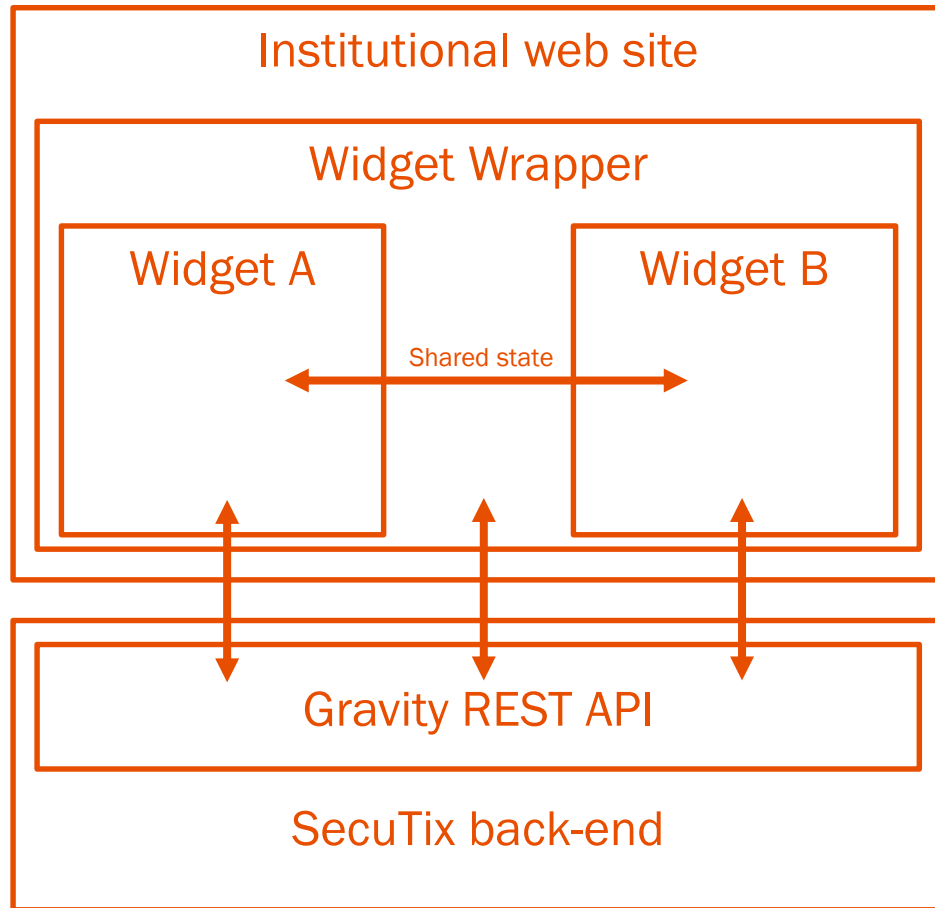 Institutional web site
Widget Wrapper
Widget A
Widget B
Shared state
Gravity REST API
SecuTix back-end